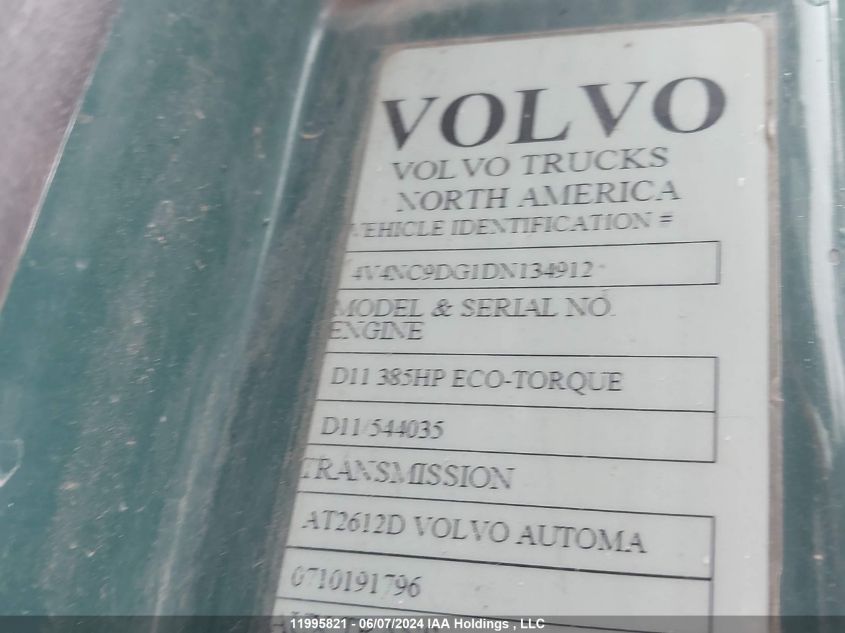 VOLVO
VOLVO TRUCKS
NORTH AMERICA
VEHICLE IDENTIFICATION #
4V4NC9DG1DN134912
MODEL & SERIAL NO.
ENGINE
D11 385HP ECO-TORQUE
D11/544035
TRANSMISSION
AT2612D VOLVO AUTOMA
0710191796
11995821 - 06/07/2024 IAA Holdings , LLC